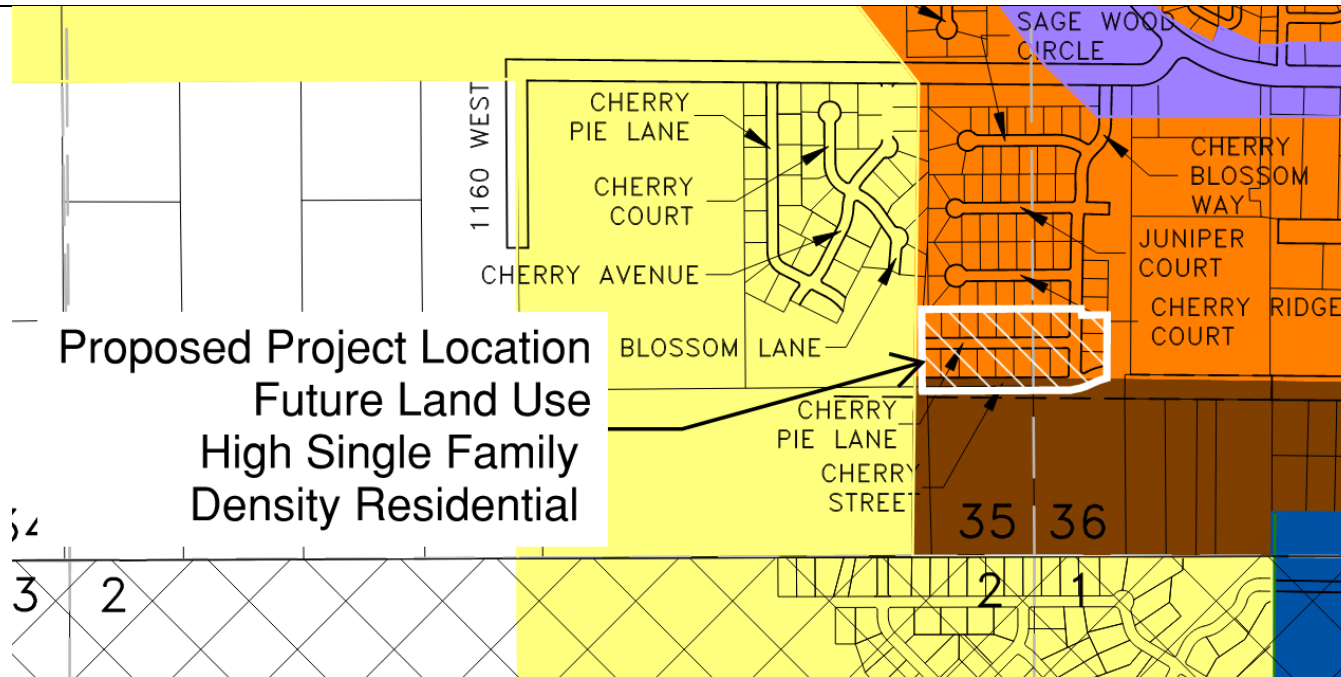 SAGE WOOD
CIRCLE
1160 WEST
CHERRY
PIE LANE
CHERRY
COURT
CHERRY AVENUE
BLOSSOM LANE
CHERRY
BLOSSOM
WAY
JUNIPER
COURT
CHERRY RIDGE
COURT
Proposed Project Location
Future Land Use
High Single Family
Density Residential
CHERRY
PIE LANE
CHERRY
STREET
35 36
3 2
2 1